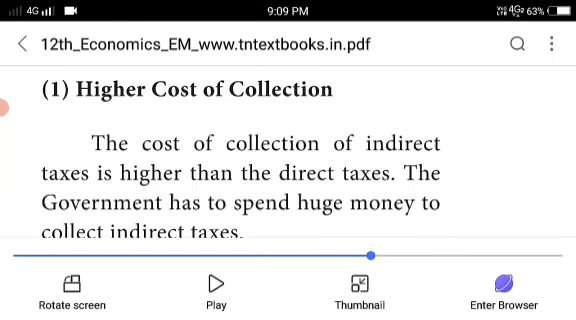 4G 9:09 PM 4G2 63%
12th_Economics_EM_www.tntextbooks.in.pdf
(1) Higher Cost of Collection
The cost of collection of indirect
taxes is higher than the direct taxes. The
Government has to spend huge money to
collect indirect taxes.
Rotate screen Play Thumbnail Enter Browser